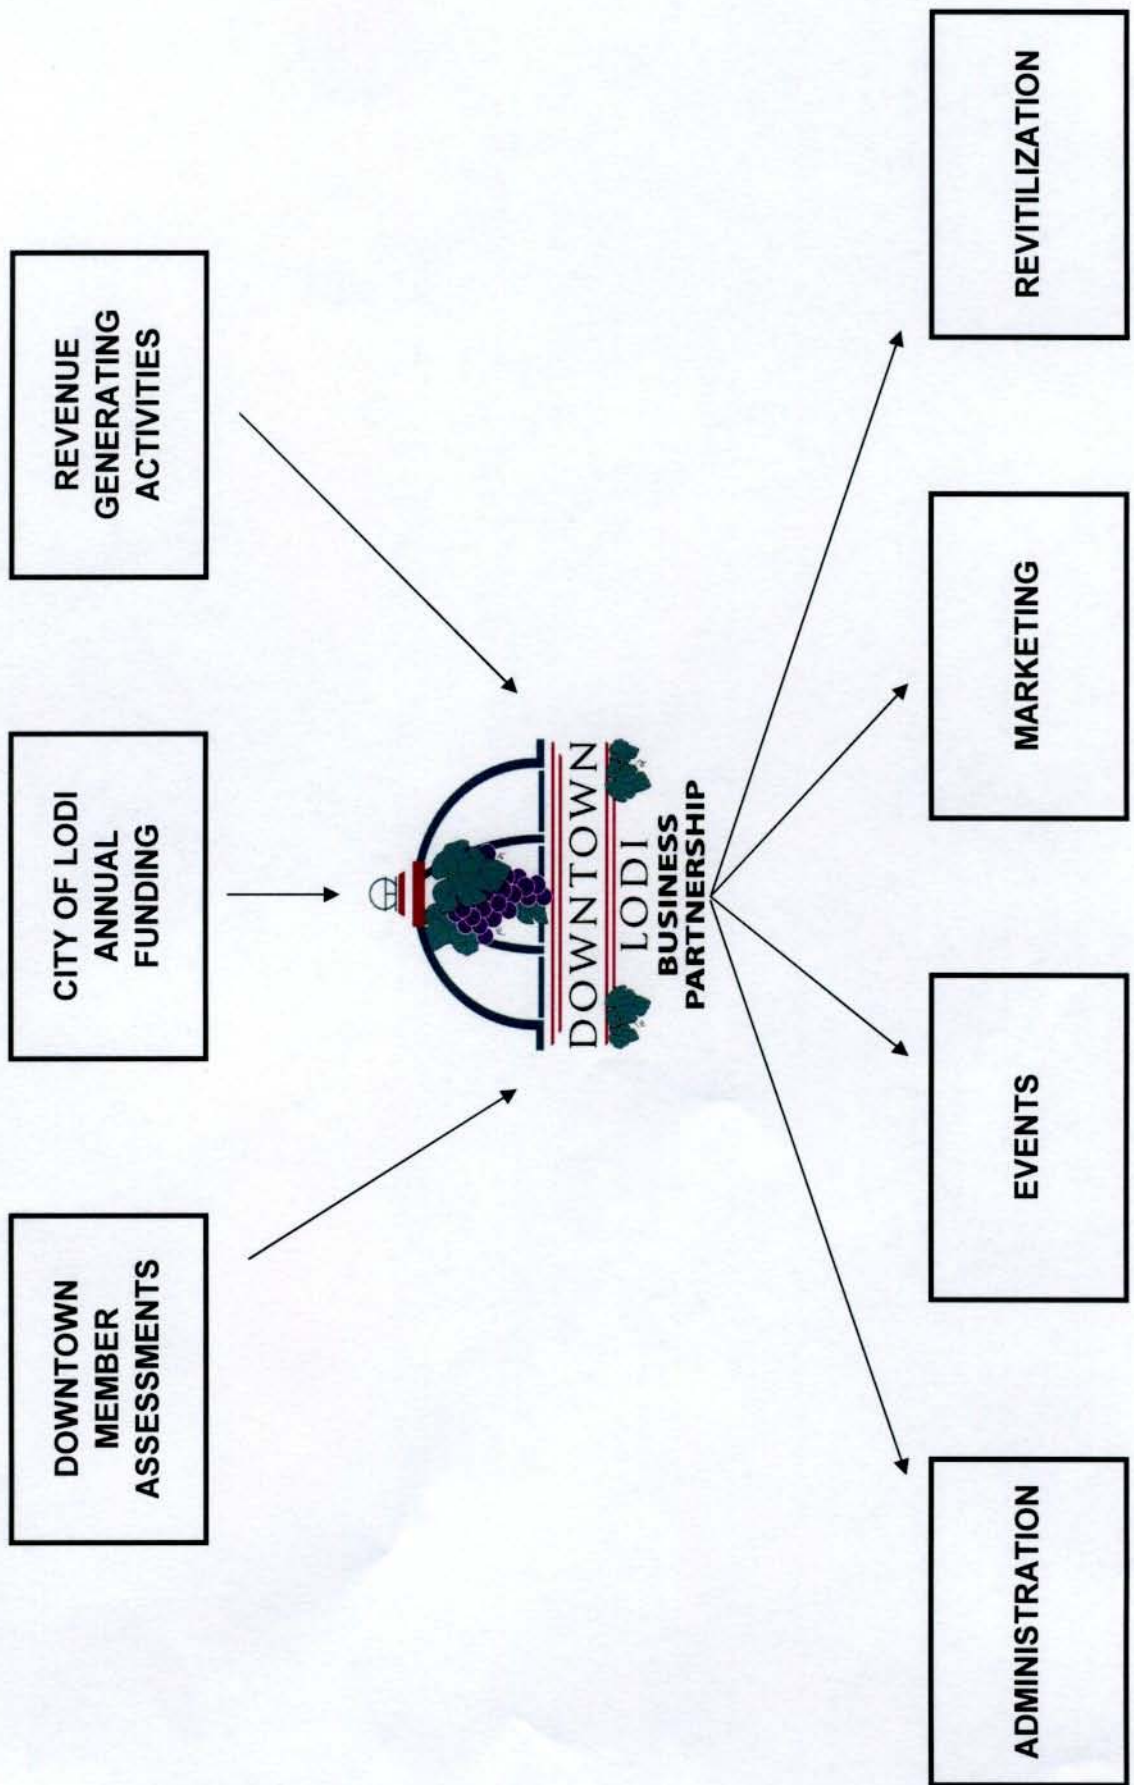 DOWNTOWN
MEMBER
ASSESSMENTS
CITY OF LODI
ANNUAL
FUNDING
REVENUE
GENERATING
ACTIVITIES
DOWNTOWN
LODI
BUSINESS
PARTNERSHIP
ADMINISTRATION
EVENTS
MARKETING
REVITILIZATION